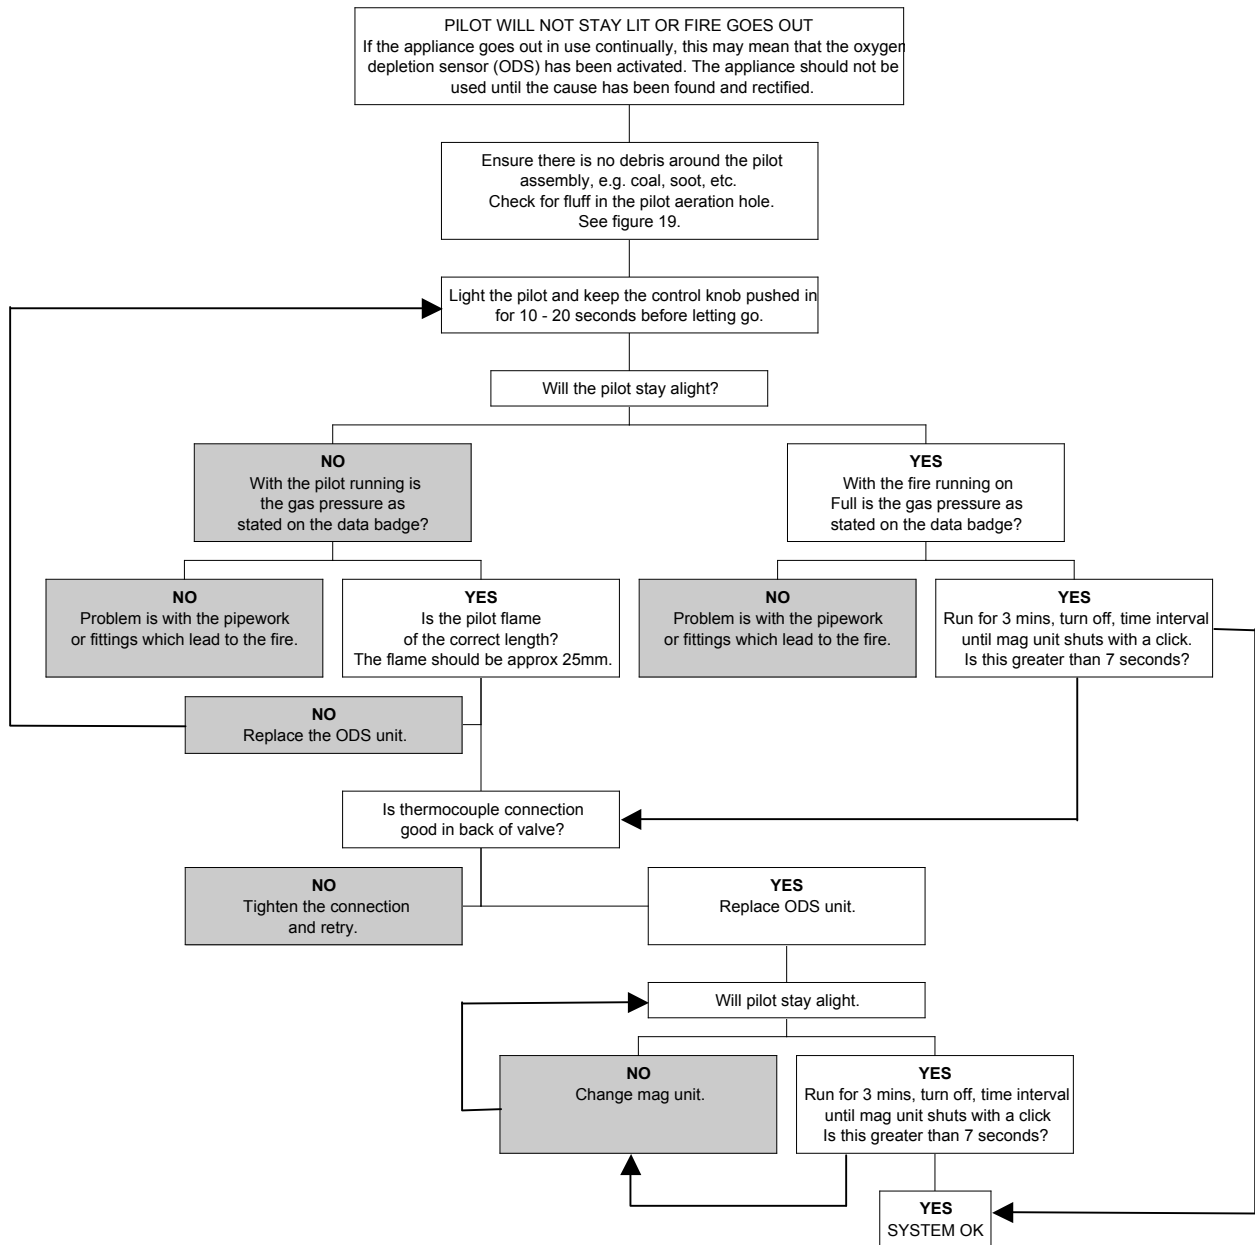 PILOT WILL NOT STAY LIT OR FIRE GOES OUT
If the appliance goes out in use continually, this may mean that the oxygen
depletion sensor (ODS) has been activated. The appliance should not be
used until the cause has been found and rectified.
Ensure there is no debris around the pilot
assembly, e.g. coal, soot, etc.
Check for fluff in the pilot aeration hole.
See figure 19.
Light the pilot and keep the control knob pushed in
for 10 - 20 seconds before letting go.
Will the pilot stay alight?
NO
With the pilot running is
the gas pressure as
stated on the data badge?
YES
With the fire running on
Full is the gas pressure as
stated on the data badge?
NO
Problem is with the pipework
or fittings which lead to the fire.
YES
Is the pilot flame
of the correct length?
The flame should be approx 25mm.
NO
Problem is with the pipework
or fittings which lead to the fire.
YES
Run for 3 mins, turn off, time interval
until mag unit shuts with a click.
Is this greater than 7 seconds?
NO
Replace the ODS unit.
Is thermocouple connection
good in back of valve?
NO
Tighten the connection
and retry.
YES
Replace ODS unit.
Will pilot stay alight.
NO
Change mag unit.
YES
Run for 3 mins, turn off, time interval
until mag unit shuts with a click
Is this greater than 7 seconds?
YES
SYSTEM OK